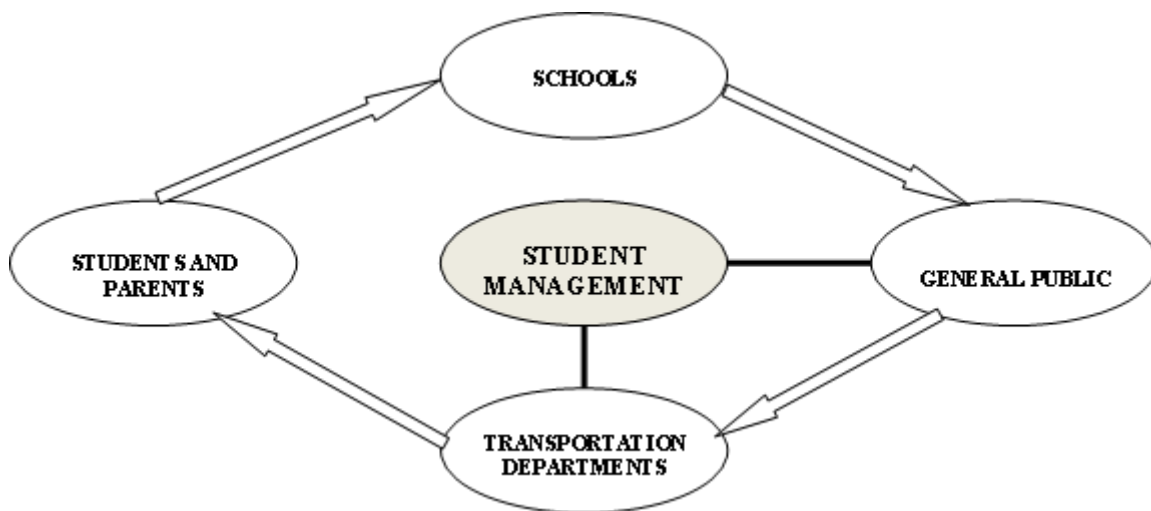 SCHOOLS
STUDENTS AND
PARENTS
STUDENT
MANAGEMENT
GENERAL PUBLIC
TRANSPORTATION
DEPARTMENTS